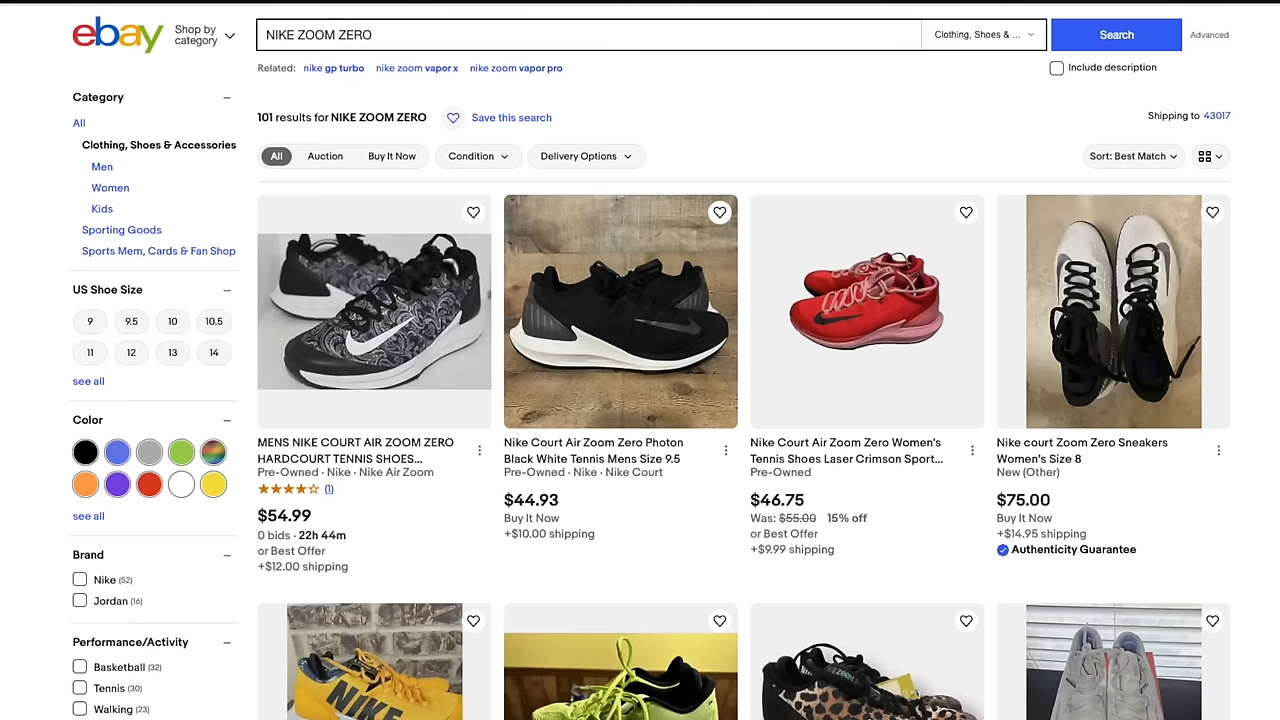 ebay
Shop by
category
NIKE ZOOM ZERO
Clothing, Shoes & ...
Search
Advanced
Related: nike gp turbo nike zoom vapor x nike zoom vapor pro
Include description
Category
All
Clothing, Shoes & Accessories
Men
Women
Kids
Sporting Goods
Sports Mem, Cards & Fan Shop
US Shoe Size
9 9.5 10 10.5
11 12 13 14
see all
Color
see all
Brand
Nike (52)
Jordan (16)
Performance/Activity
Basketball (32)
Tennis (30)
Walking (23)
101 results for NIKE ZOOM ZERO
Save this search
Shipping to 43017
All Auction Buy It Now
Condition
Delivery Options
Sort: Best Match
MENS NIKE COURT AIR ZOOM ZERO
HARDCOURT TENNIS SHOES...
Pre-Owned · Nike · Nike Air Zoom
(1)
$54.99
0 bids · 22h 44m
or Best Offer
+$12.00 shipping
Nike Court Air Zoom Zero Photon
Black White Tennis Mens Size 9.5
Pre-Owned · Nike · Nike Court
$44.93
Buy It Now
+$10.00 shipping
Nike Court Air Zoom Zero Women's
Tennis Shoes Laser Crimson Sport...
Pre-Owned
$46.75
Was: $55.00 15% off
or Best Offer
+$9.99 shipping
Nike court Zoom Zero Sneakers
Women's Size 8
New (Other)
$75.00
Buy It Now
+$14.95 shipping
Authenticity Guarantee
NIKE